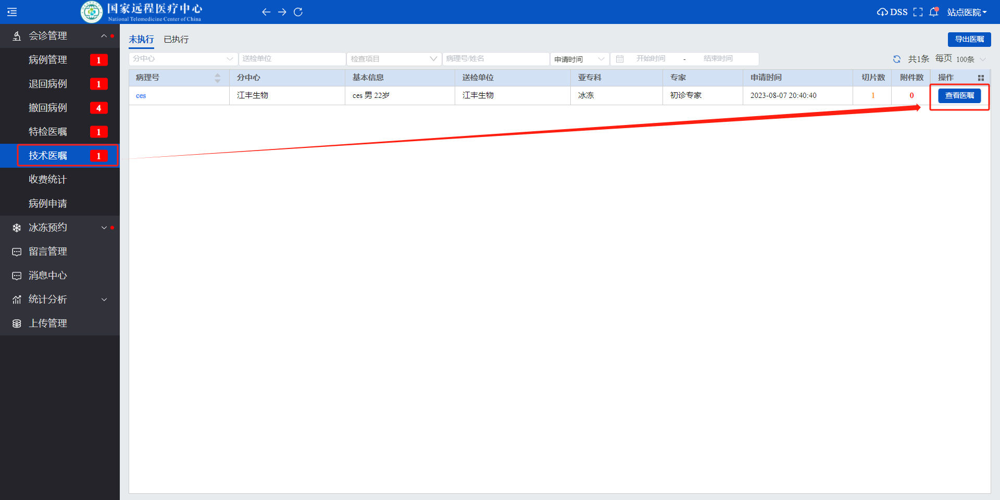 国家远程医疗中心
National Telemedicine Center of China
DSS
站点医院
会诊管理
病例管理 1
退回病例 1
撤回病例 4
特检医嘱 1
技术医嘱 1
收费统计
病例申请
冰冻预约
留言管理
消息中心
统计分析
上传管理
未执行 已执行
导出医嘱
分中心 送检单位 检查项目 病理号/姓名 申请时间 开始时间 - 结束时间
共1条 每页 100条
病理号 分中心 基本信息 送检单位 亚专科 专家 申请时间 切片数 附件数 操作
ces 江丰生物 ces 男 22岁 江丰生物 冰冻 初诊专家 2023-08-07 20:40:40 1 0 查看医嘱